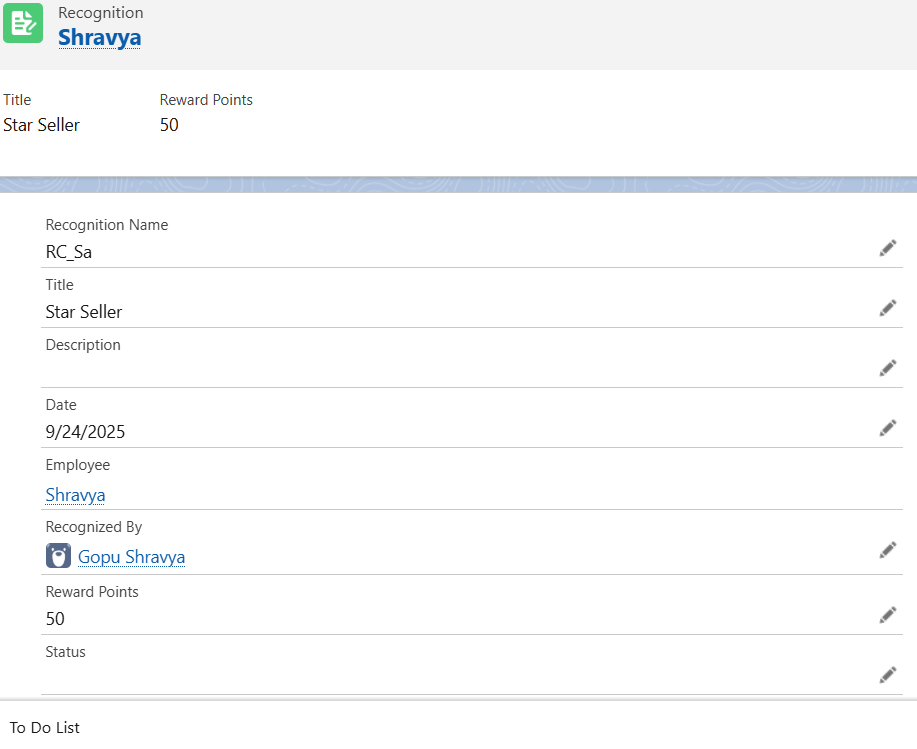 Recognition
Shravya
Title
Reward Points
Star Seller
50
Recognition Name
RC_Sa
Title
Star Seller
Description
Date
9/24/2025
Employee
Shravya
Recognized By
Gopu Shravya
Reward Points
50
Status
To Do List